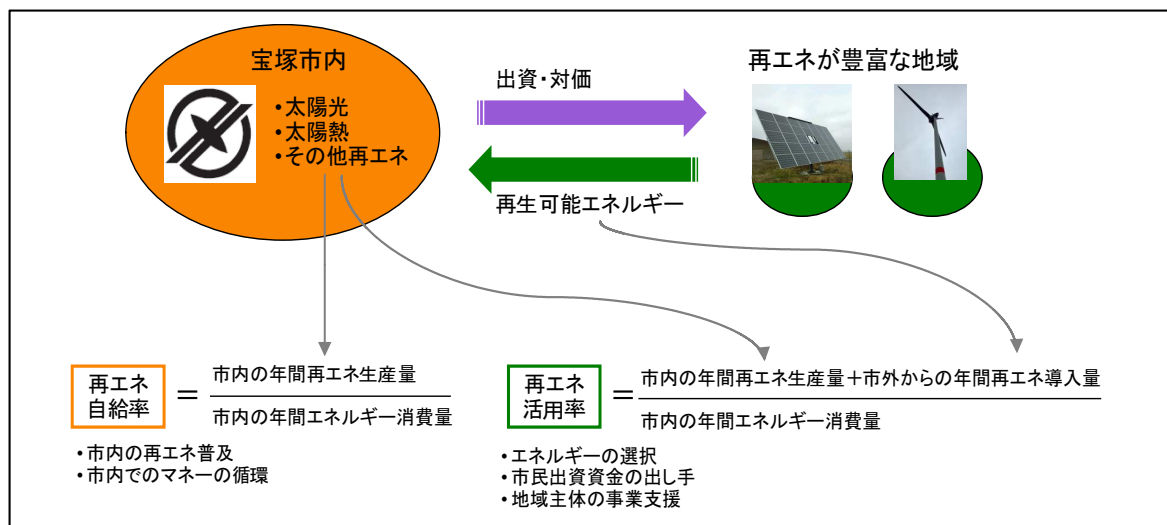 宝塚市内
・太陽光
・太陽熱
・その他再エネ
出資・対価
再生可能エネルギー
再エネが豊富な地域
再エネ
自給率
＝
市内の年間再エネ生産量
市内の年間エネルギー消費量
・市内の再エネ普及
・市内でのマネーの循環
再エネ
活用率
＝
市内の年間再エネ生産量＋市外からの年間再エネ導入量
市内の年間エネルギー消費量
・エネルギーの選択
・市民出資資金の出し手
・地域主体の事業支援